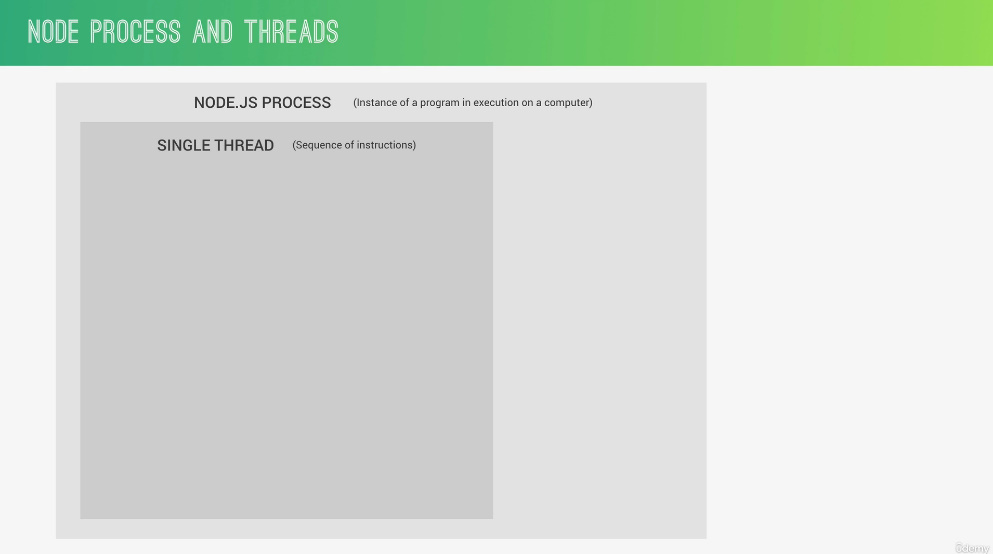 NODE PROCESS AND THREADS
NODE.JS PROCESS (Instance of a program in execution on a computer)
SINGLE THREAD (Sequence of instructions)
ûdemy